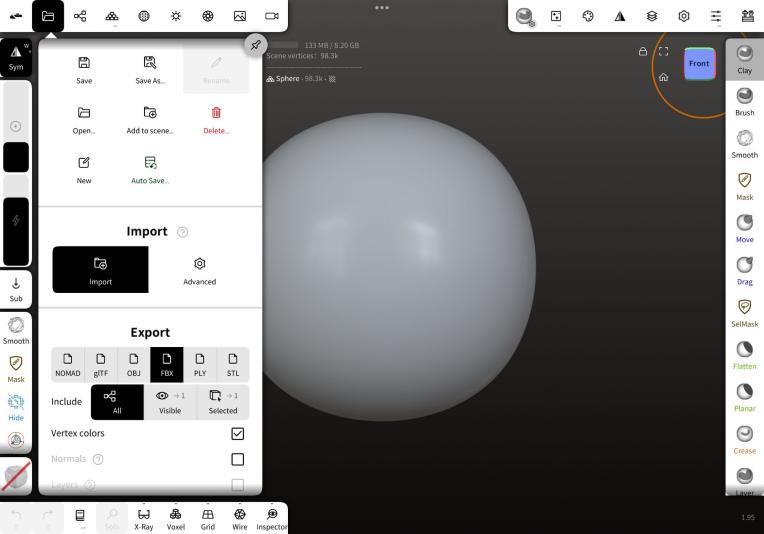 133 MB / 8.20 GB
Scene vertices: 98.3k
Sphere - 98.3k -
W
Sym
Save
Save As...
Rename
Open...
Add to scene...
Delete...
New
Auto Save...
Import
Import
Advanced
Export
NOMAD
glTF
OBJ
FBX
PLY
STL
Include
All
→ 1
Visible
→ 1
Selected
Vertex colors
Normals
Layers
Sub
Smooth
Mask
Hide
Front
Clay
Brush
Smooth
Mask
Move
Drag
SelMask
Flatten
Planar
Crease
Layer
0
0
Solo
X-Ray
Voxel
Grid
Wire
Inspector
1.95